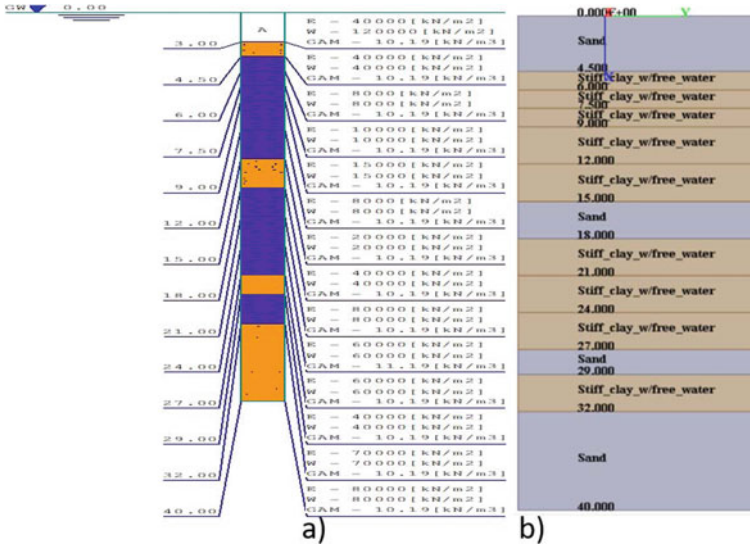 GW 0.00
A
E - 40000[kN/m2]
W - 120000[kN/m2]
3.00 GAM - 10.19[kN/m3]
E - 40000[kN/m2]
W - 40000[kN/m2]
4.50 GAM - 10.19[kN/m3]
E - 8000[kN/m2]
W - 8000[kN/m2]
6.00 GAM - 10.19[kN/m3]
E - 10000[kN/m2]
W - 10000[kN/m2]
7.50 GAM - 10.19[kN/m3]
E - 15000[kN/m2]
W - 15000[kN/m2]
9.00 GAM - 10.19[kN/m3]
E - 8000[kN/m2]
W - 8000[kN/m2]
12.00 GAM - 10.19[kN/m3]
E - 20000[kN/m2]
W - 20000[kN/m2]
15.00 GAM - 10.19[kN/m3]
E - 40000[kN/m2]
W - 40000[kN/m2]
18.00 GAM - 10.19[kN/m3]
E - 80000[kN/m2]
W - 80000[kN/m2]
21.00 GAM - 10.19[kN/m3]
E - 60000[kN/m2]
W - 60000[kN/m2]
24.00 GAM - 11.19[kN/m3]
E - 60000[kN/m2]
W - 60000[kN/m2]
27.00 GAM - 10.19[kN/m3]
E - 40000[kN/m2]
W - 40000[kN/m2]
29.00 GAM - 10.19[kN/m3]
E - 70000[kN/m2]
W - 70000[kN/m2]
32.00 GAM - 10.19[kN/m3]
E - 80000[kN/m2]
W - 80000[kN/m2]
40.00 GAM - 10.19[kN/m3]
a)
Y
Sand
4.500
Stiff_clay_w/free_water
6.000
Stiff_clay_w/free_water
7.500
Stiff_clay_w/free_water
9.000
Stiff_clay_w/free_water
12.000
Stiff_clay_w/free_water
15.000
Sand
18.000
Stiff_clay_w/free_water
21.000
Stiff_clay_w/free_water
24.000
Stiff_clay_w/free_water
27.000
Sand
29.000
Stiff_clay_w/free_water
32.000
Sand
40.000
b)